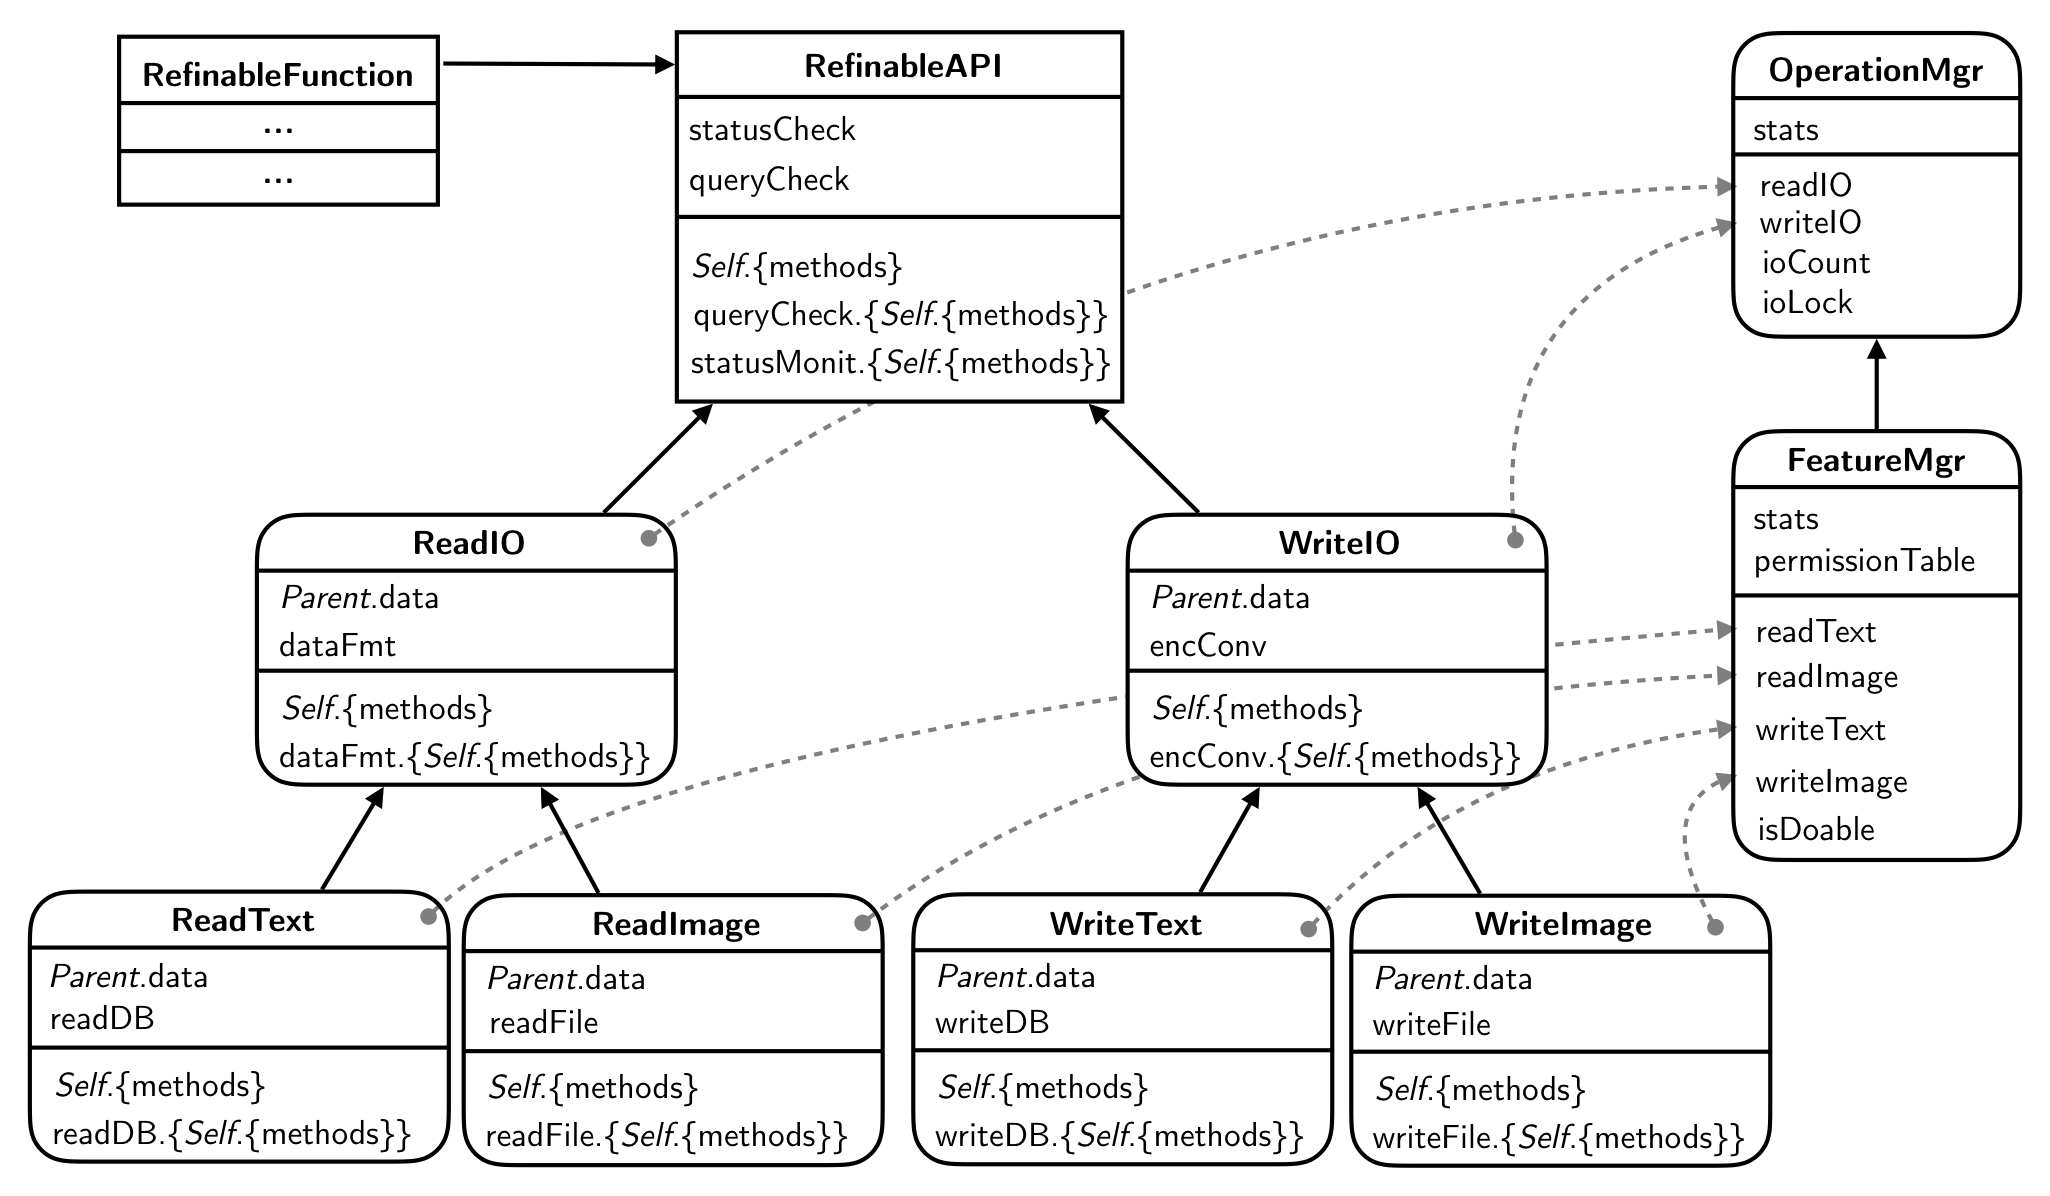 RefinableFunction
...
...
RefinableAPI
statusCheck
queryCheck
Self.{methods}
queryCheck.{Self.{methods}}
statusMonit.{Self.{methods}}
OperationMgr
stats
readIO
writeIO
ioCount
ioLock
FeatureMgr
stats
permissionTable
readText
readImage
writeText
writeImage
isDoable
ReadIO
Parent.data
dataFmt
Self.{methods}
dataFmt.{Self.{methods}}
WriteIO
Parent.data
encConv
Self.{methods}
encConv.{Self.{methods}}
ReadText
Parent.data
readDB
Self.{methods}
readDB.{Self.{methods}}
ReadImage
Parent.data
readFile
Self.{methods}
readFile.{Self.{methods}}
WriteText
Parent.data
writeDB
Self.{methods}
writeDB.{Self.{methods}}
WriteImage
Parent.data
writeFile
Self.{methods}
writeFile.{Self.{methods}}